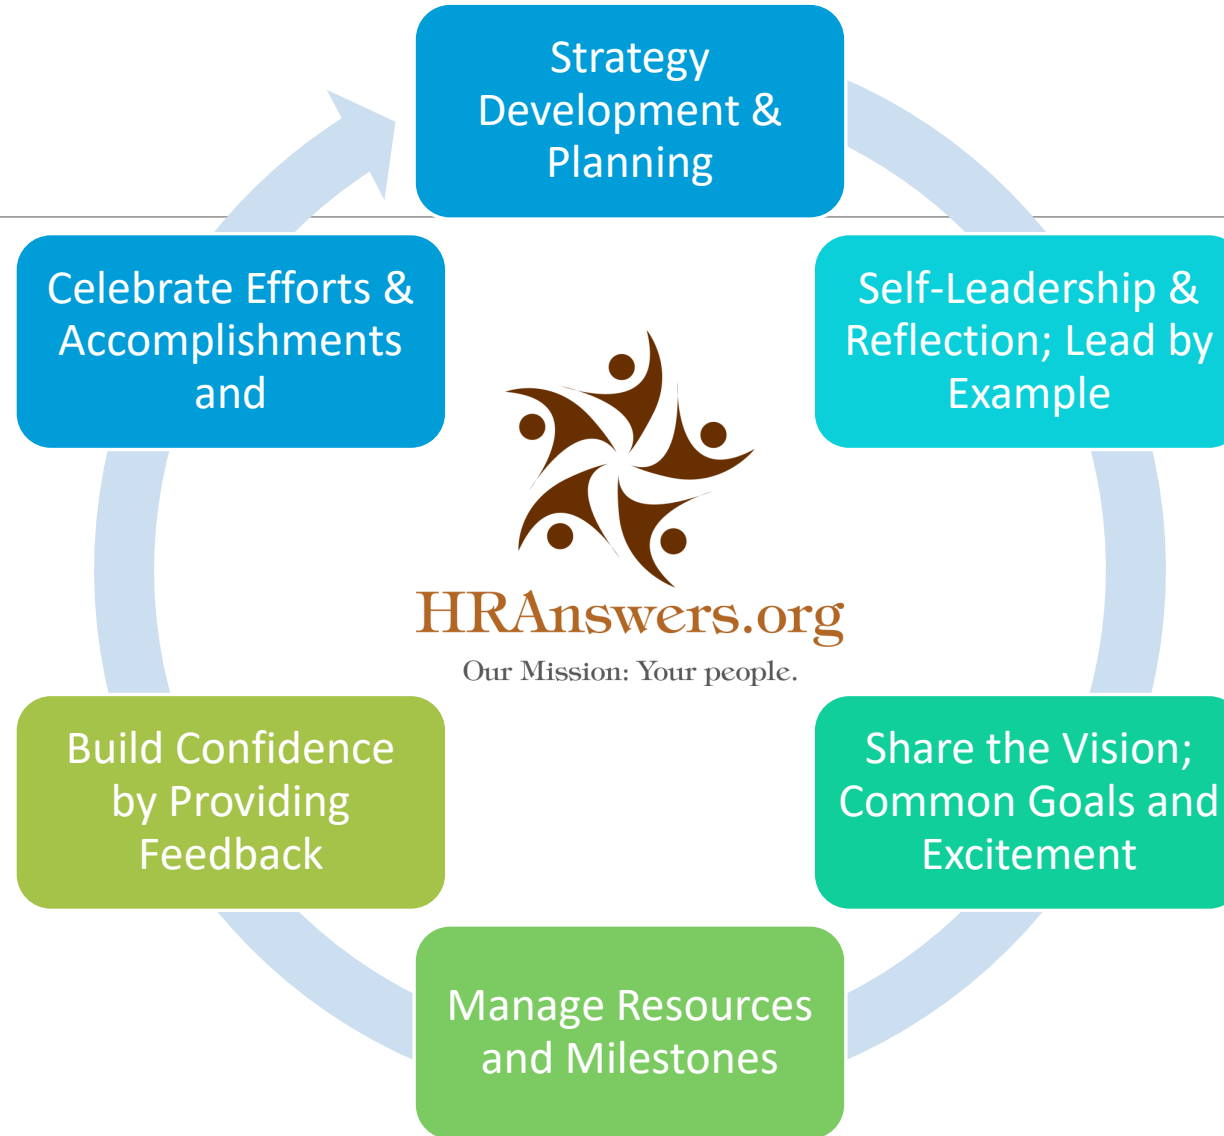 Strategy
Development &
Planning
Self-Leadership &
Reflection; Lead by
Example
Share the Vision;
Common Goals and
Excitement
Manage Resources
and Milestones
Build Confidence
by Providing
Feedback
Celebrate Efforts &
Accomplishments
and
HRAnswers.org
Our Mission: Your people.